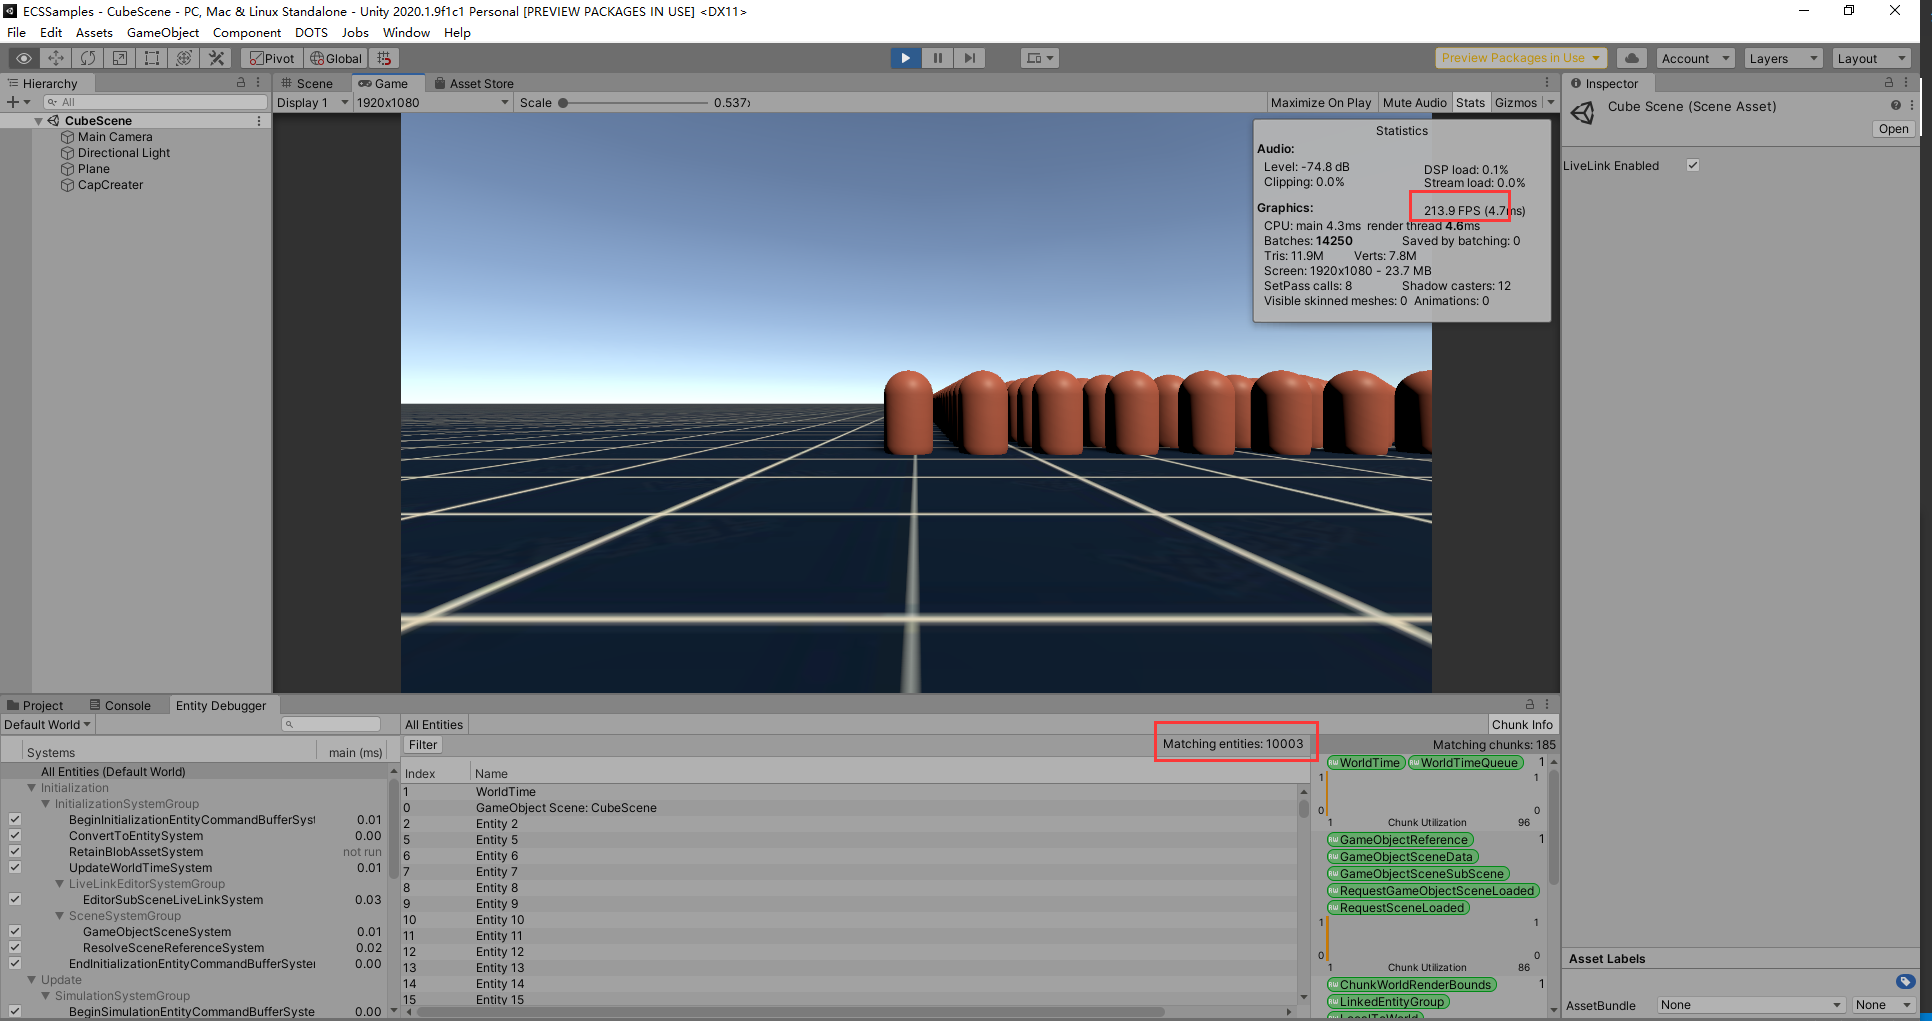 ECSSamples - CubeScene - PC, Mac & Linux Standalone - Unity 2020.1.9f1c1 Personal [PREVIEW PACKAGES IN USE] <DX11>
File Edit Assets GameObject Component DOTS Jobs Window Help
Pivot Global Preview Packages in Use Account Layers Layout
Hierarchy
All
CubeScene
Main Camera
Directional Light
Plane
CapCreater
Scene Game Asset Store
Display 1 1920x1080 Scale 0.537x Maximize On Play Mute Audio Stats Gizmos
Statistics
Audio:
Level: -74.8 dB DSP load: 0.1%
Clipping: 0.0% Stream load: 0.0%
Graphics: 213.9 FPS (4.7ms)
CPU: main 4.3ms render thread 4.6ms
Batches: 14250 Saved by batching: 0
Tris: 11.9M Verts: 7.8M
Screen: 1920x1080 - 23.7 MB
SetPass calls: 8 Shadow casters: 12
Visible skinned meshes: 0 Animations: 0
Inspector
Cube Scene (Scene Asset)
Open
LiveLink Enabled
Project Console Entity Debugger
Default World
Systems main (ms)
All Entities (Default World)
Initialization
InitializationSystemGroup
BeginInitializationEntityCommandBufferSyst 0.01
ConvertToEntitySystem 0.00
RetainBlobAssetSystem not run
UpdateWorldTimeSystem 0.01
LiveLinkEditorSystemGroup
EditorSubSceneLiveLinkSystem 0.03
SceneSystemGroup
GameObjectSceneSystem 0.01
ResolveSceneReferenceSystem 0.02
EndInitializationEntityCommandBufferSyster 0.00
Update
SimulationSystemGroup
BeginSimulationEntityCommandBufferSyste 0.00
All Entities Chunk Info
Filter Matching entities: 10003 Matching chunks: 185
Index Name
1 WorldTime
0 GameObject Scene: CubeScene
2 Entity 2
5 Entity 5
6 Entity 6
7 Entity 7
8 Entity 8
9 Entity 9
10 Entity 10
11 Entity 11
12 Entity 12
13 Entity 13
14 Entity 14
15 Entity 15
RW WorldTime RW WorldTimeQueue 1
1 1
0 0
1 Chunk Utilization 96
RW GameObjectReference 1
RW GameObjectSceneData
RW GameObjectSceneSubScene
RW RequestGameObjectSceneLoaded
RW RequestSceneLoaded
1 1
0 0
1 Chunk Utilization 86
RW ChunkWorldRenderBounds 1
RW LinkedEntityGroup
RW LocalToWorld
Asset Labels
AssetBundle None None